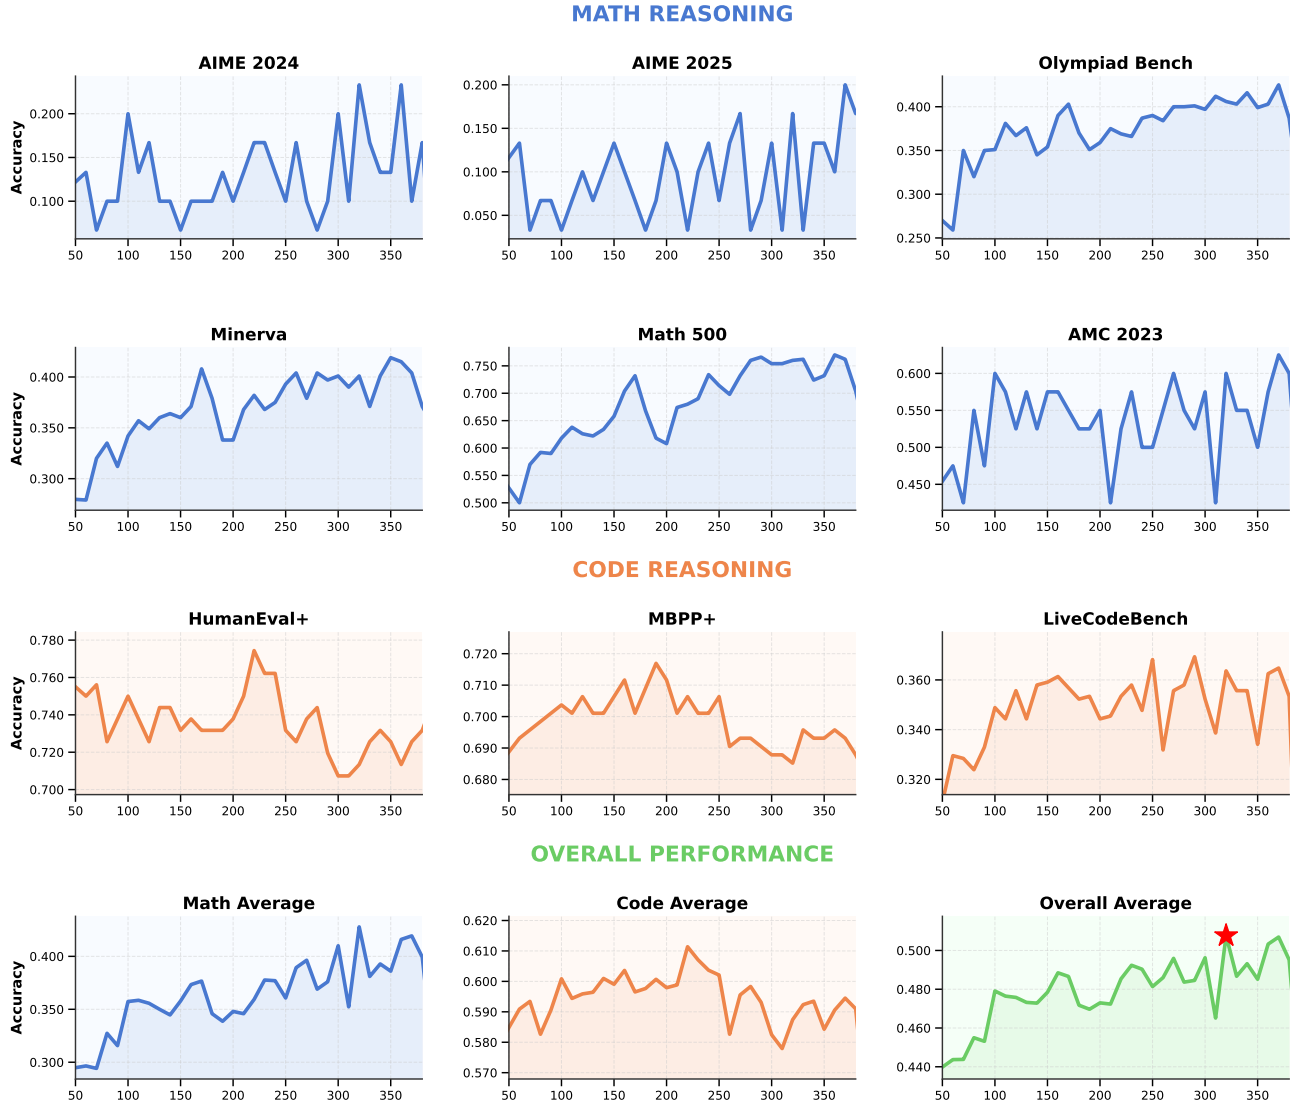 MATH REASONING
AIME 2024
AIME 2025
Olympiad Bench
Accuracy
0.200
0.150
0.100
50 100 150 200 250 300 350
0.200
0.150
0.100
0.050
50 100 150 200 250 300 350
0.400
0.350
0.300
0.250
50 100 150 200 250 300 350
Minerva
Math 500
AMC 2023
Accuracy
0.400
0.350
0.300
50 100 150 200 250 300 350
0.750
0.700
0.650
0.600
0.550
0.500
50 100 150 200 250 300 350
0.600
0.550
0.500
0.450
50 100 150 200 250 300 350
CODE REASONING
HumanEval+
MBPP+
LiveCodeBench
Accuracy
0.780
0.760
0.740
0.720
0.700
50 100 150 200 250 300 350
0.720
0.710
0.700
0.690
0.680
50 100 150 200 250 300 350
0.360
0.340
0.320
50 100 150 200 250 300 350
OVERALL PERFORMANCE
Math Average
Code Average
Overall Average
Accuracy
0.400
0.350
0.300
50 100 150 200 250 300 350
0.620
0.610
0.600
0.590
0.580
0.570
50 100 150 200 250 300 350
0.500
0.480
0.460
0.440
50 100 150 200 250 300 350